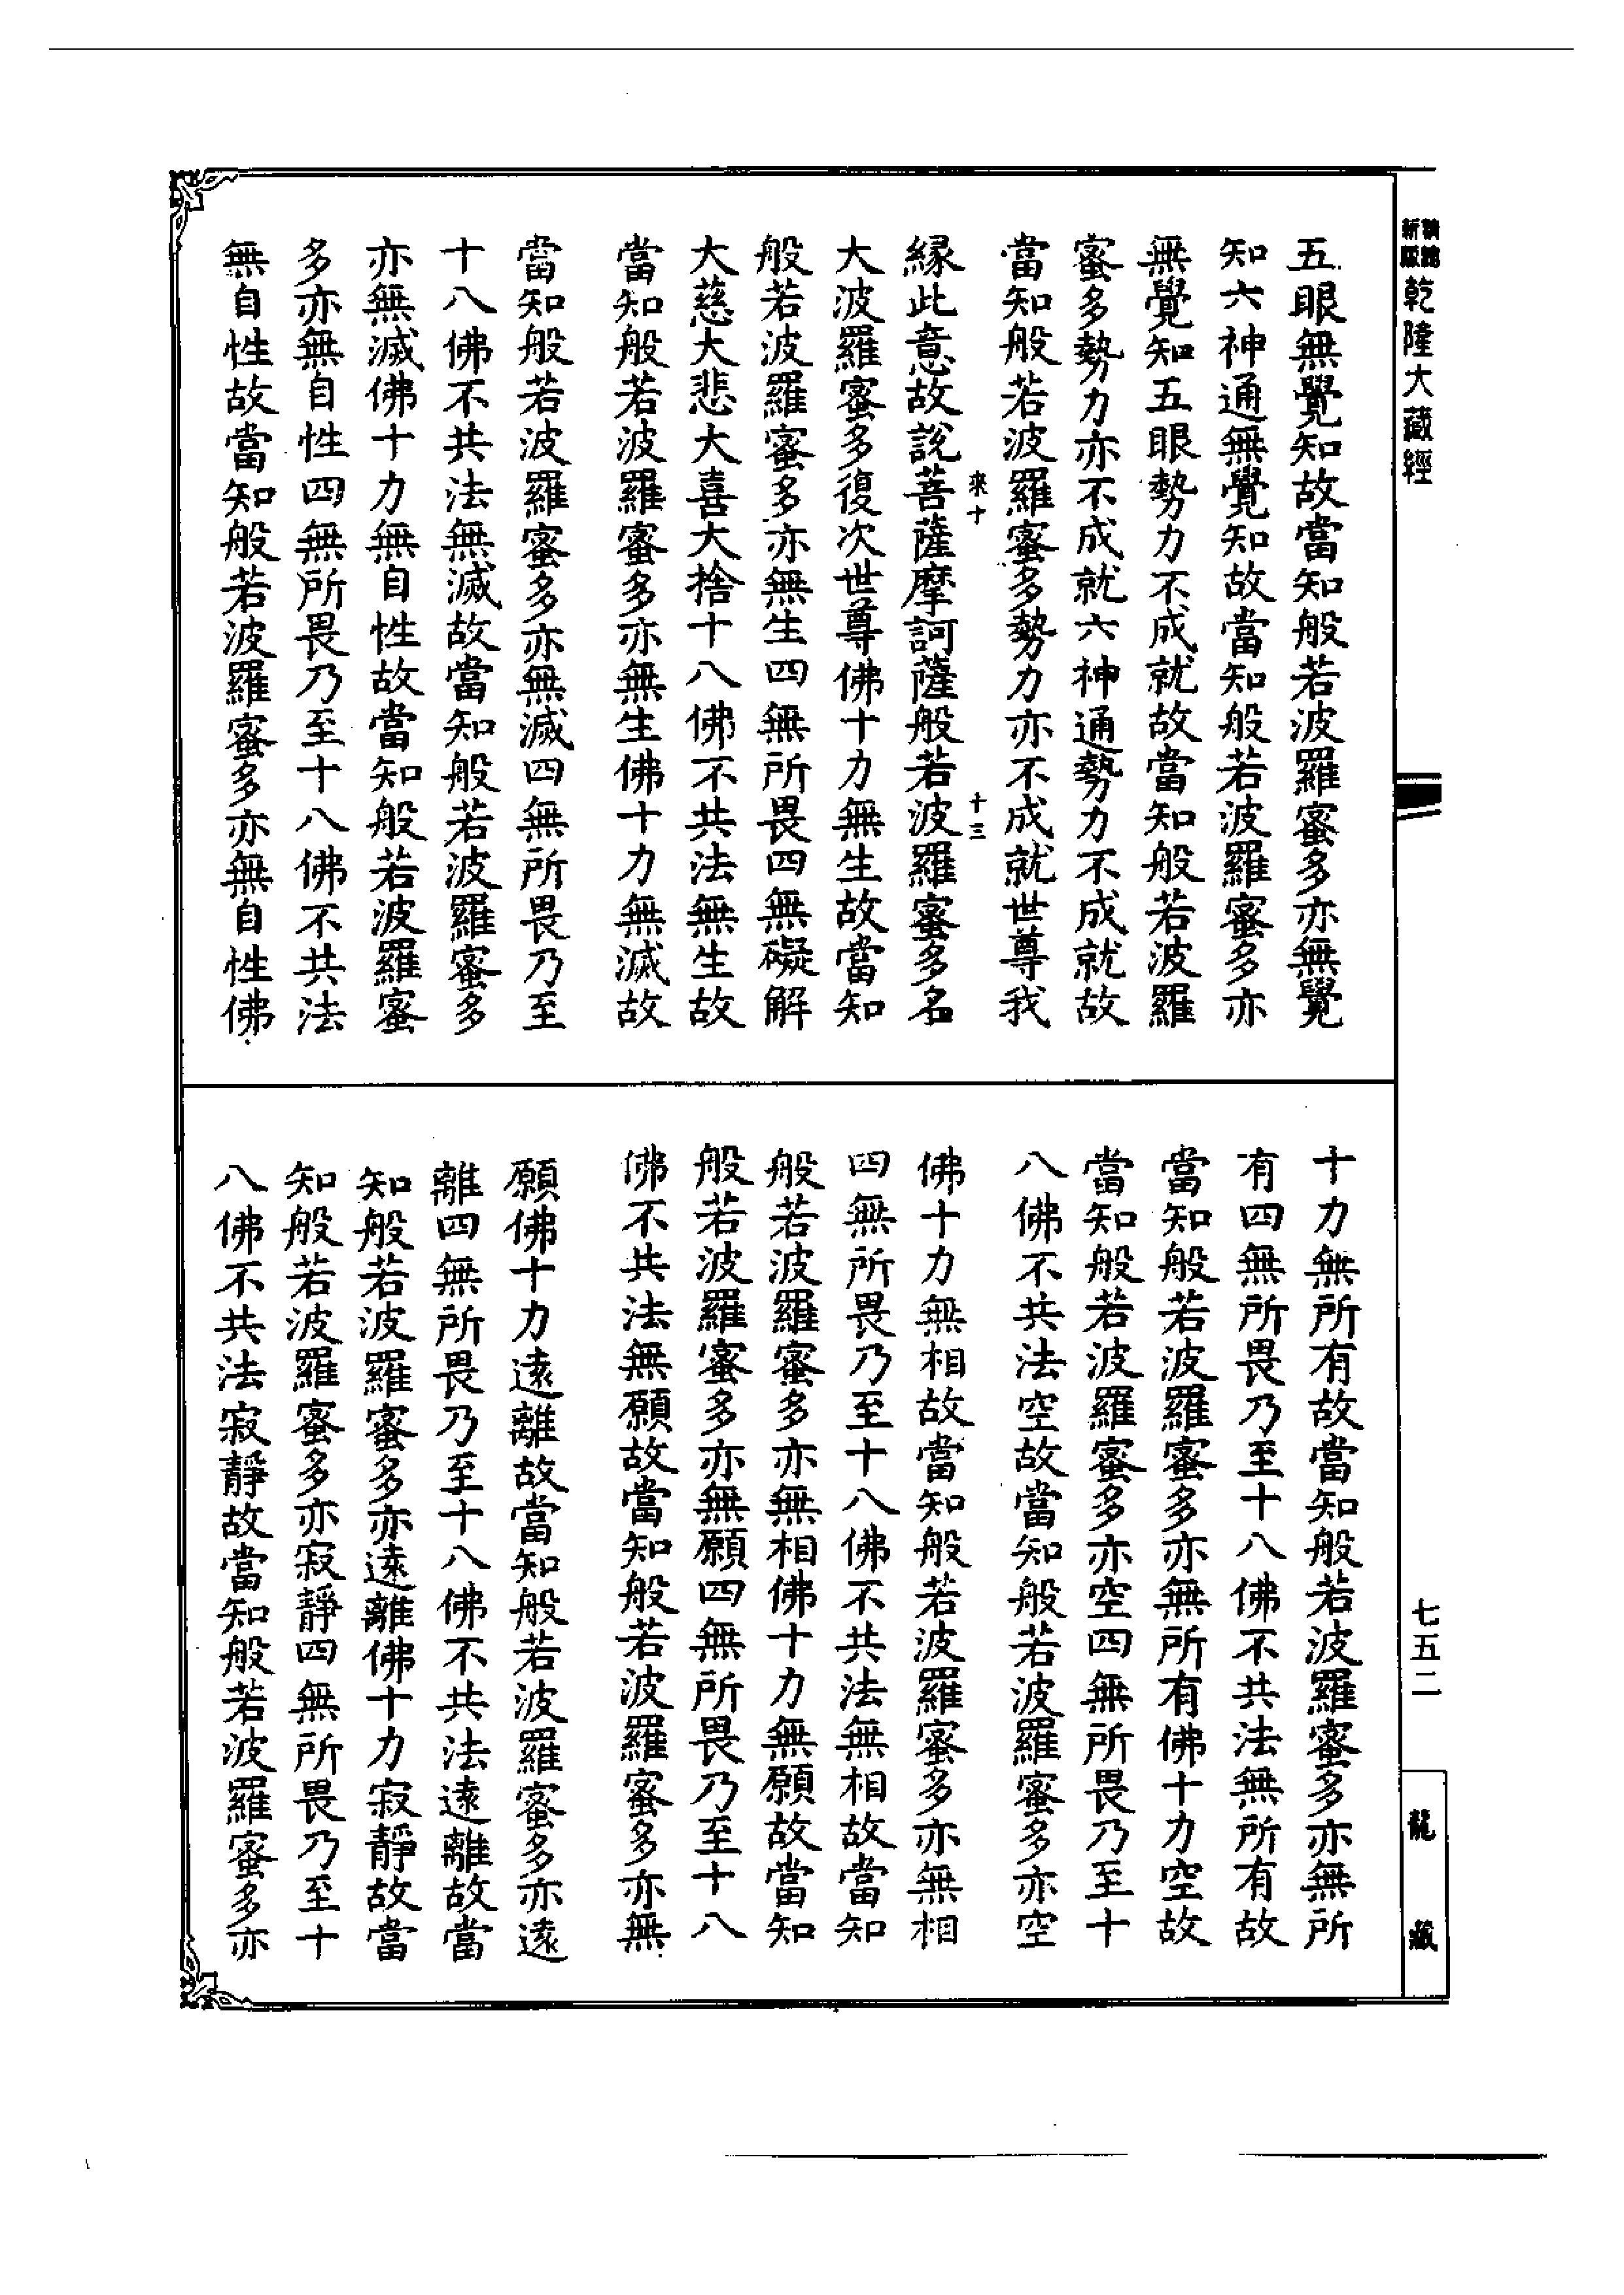 新版
精縮
乾隆大藏經
七五二
龍藏
五眼無覺知故當知般若波羅蜜多亦無覺
知六神通無覺知故當知般若波羅蜜多亦
無覺知五眼勢力不成就故當知般若波羅
蜜多勢力亦不成就六神通勢力不成就故
當知般若波羅蜜多勢力亦不成就世尊我
來十
十三
緣此意故說菩薩摩訶薩般若波羅蜜多名
大波羅蜜多復次世尊佛十力無生故當知
般若波羅蜜多亦無生四無所畏四無礙解
大慈大悲大喜大捨十八佛不共法無生故
當知般若波羅蜜多亦無生佛十力無滅故
當知般若波羅蜜多亦無滅四無所畏乃至
十八佛不共法無滅故當知般若波羅蜜多
亦無滅佛十力無自性故當知般若波羅蜜
多亦無自性四無所畏乃至十八佛不共法
無自性故當知般若波羅蜜多亦無自性佛
十力無所有故當知般若波羅蜜多亦無所
有四無所畏乃至十八佛不共法無所有故
當知般若波羅蜜多亦無所有佛十力空故
當知般若波羅蜜多亦空四無所畏乃至十
八佛不共法空故當知般若波羅蜜多亦空
佛十力無相故當知般若波羅蜜多亦無相
四無所畏乃至十八佛不共法無相故當知
般若波羅蜜多亦無相佛十力無願故當知
般若波羅蜜多亦無願四無所畏乃至十八
佛不共法無願故當知般若波羅蜜多亦無
願佛十力遠離故當知般若波羅蜜多亦遠
離四無所畏乃至十八佛不共法遠離故當
知般若波羅蜜多亦遠離佛十力寂靜故當
知般若波羅蜜多亦寂靜四無所畏乃至十
八佛不共法寂靜故當知般若波羅蜜多亦